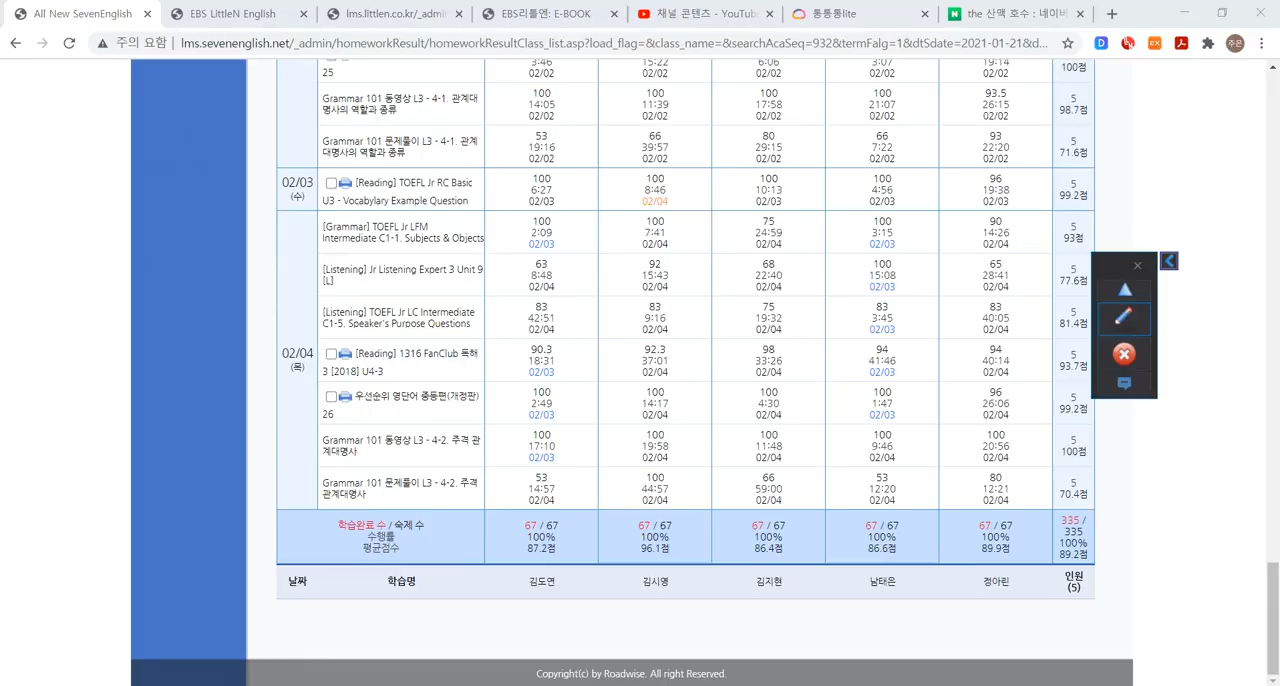 All New SevenEnglish
EBS LittleN English
lms.littlen.co.kr/_admi
EBS리틀엔: E-BOOK
채널 콘텐츠 - YouTub
통통통lite
the 산맥 호수 : 네이버
주의 요함 lms.sevenenglish.net/_admin/homeworkResult/homeworkResultClass_list.asp?load_flag=&class_name=&searchAcaSeq=932&termFalg=1&dtSdate=2021-01-21&d...
주은
3:46 15:22 6:06 3:07 19:14
25 02/02 02/02 02/02 02/02 02/02 100점
Grammar 101 동영상 L3 - 4-1. 관계대
명사의 역할과 종류
100 100 100 100 93.5 5
14:05 11:39 17:58 21:07 26:15 98.7점
02/02 02/02 02/02 02/02 02/02
Grammar 101 문제풀이 L3 - 4-1. 관계
대명사의 역할과 종류
53 66 80 66 93 5
19:16 39:57 29:15 7:22 22:20 71.6점
02/02 02/02 02/02 02/02 02/02
02/03
(수)
[Reading] TOEFL Jr RC Basic
U3 - Vocabylary Example Question
100 100 100 100 96 5
6:27 8:46 10:13 4:56 19:38 99.2점
02/03 02/04 02/03 02/03 02/03
02/04
(목)
[Grammar] TOEFL Jr LFM
Intermediate C1-1. Subjects & Objects
100 100 75 100 90 5
2:09 7:41 24:59 3:15 14:26 93점
02/03 02/04 02/04 02/03 02/04
[Listening] Jr Listening Expert 3 Unit 9
[L]
63 92 68 100 65 5
8:48 15:43 22:40 15:08 28:41 77.6점
02/04 02/04 02/04 02/03 02/04
[Listening] TOEFL Jr LC Intermediate
C1-5. Speaker's Purpose Questions
83 83 75 83 83 5
42:51 9:16 19:32 3:45 40:05 81.4점
02/04 02/04 02/04 02/03 02/04
[Reading] 1316 FanClub 독해
3 [2018] U4-3
90.3 92.3 98 94 94 5
18:31 37:01 33:26 41:46 40:14 93.7점
02/03 02/04 02/04 02/03 02/04
우선순위 영단어 중등편(개정판)
26
100 100 100 100 96 5
2:49 14:17 4:30 1:47 26:06 99.2점
02/03 02/04 02/04 02/03 02/04
Grammar 101 동영상 L3 - 4-2. 주격 관
계대명사
100 100 100 100 100 5
17:10 19:58 11:48 9:46 20:56 100점
02/03 02/04 02/04 02/04 02/04
Grammar 101 문제풀이 L3 - 4-2. 주격
관계대명사
53 100 66 53 80 5
14:57 44:57 59:00 12:20 12:21 70.4점
02/04 02/04 02/04 02/04 02/04
학습완료 수 / 숙제 수
수행률
평균점수
67 / 67 67 / 67 67 / 67 67 / 67 67 / 67 335 / 335
100% 100% 100% 100% 100% 100%
87.2점 96.1점 86.4점 86.6점 89.9점 89.2점
날짜 학습명 김도연 김시영 김지현 남태은 정아린 인원
(5)
Copyright(c) by Roadwise. All right Reserved.